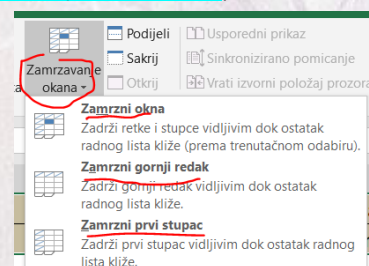 Podijeli
Usporedni prikaz
Sakrij
Sinkronizirano pomicanje
Zamrzavanje
okana
Otkrij
Vrati izvorni položaj prozora
Zamrzni okna
Zadrži retke i stupce vidljivim dok ostatak
radnog lista kliže (prema trenutačnom odabiru).
Zamrzni gornji redak
Zadrži gornji redak vidljivim dok ostatak
radnog lista kliže.
Zamrzni prvi stupac
Zadrži prvi stupac vidljivim dok ostatak radnog
lista kliže.